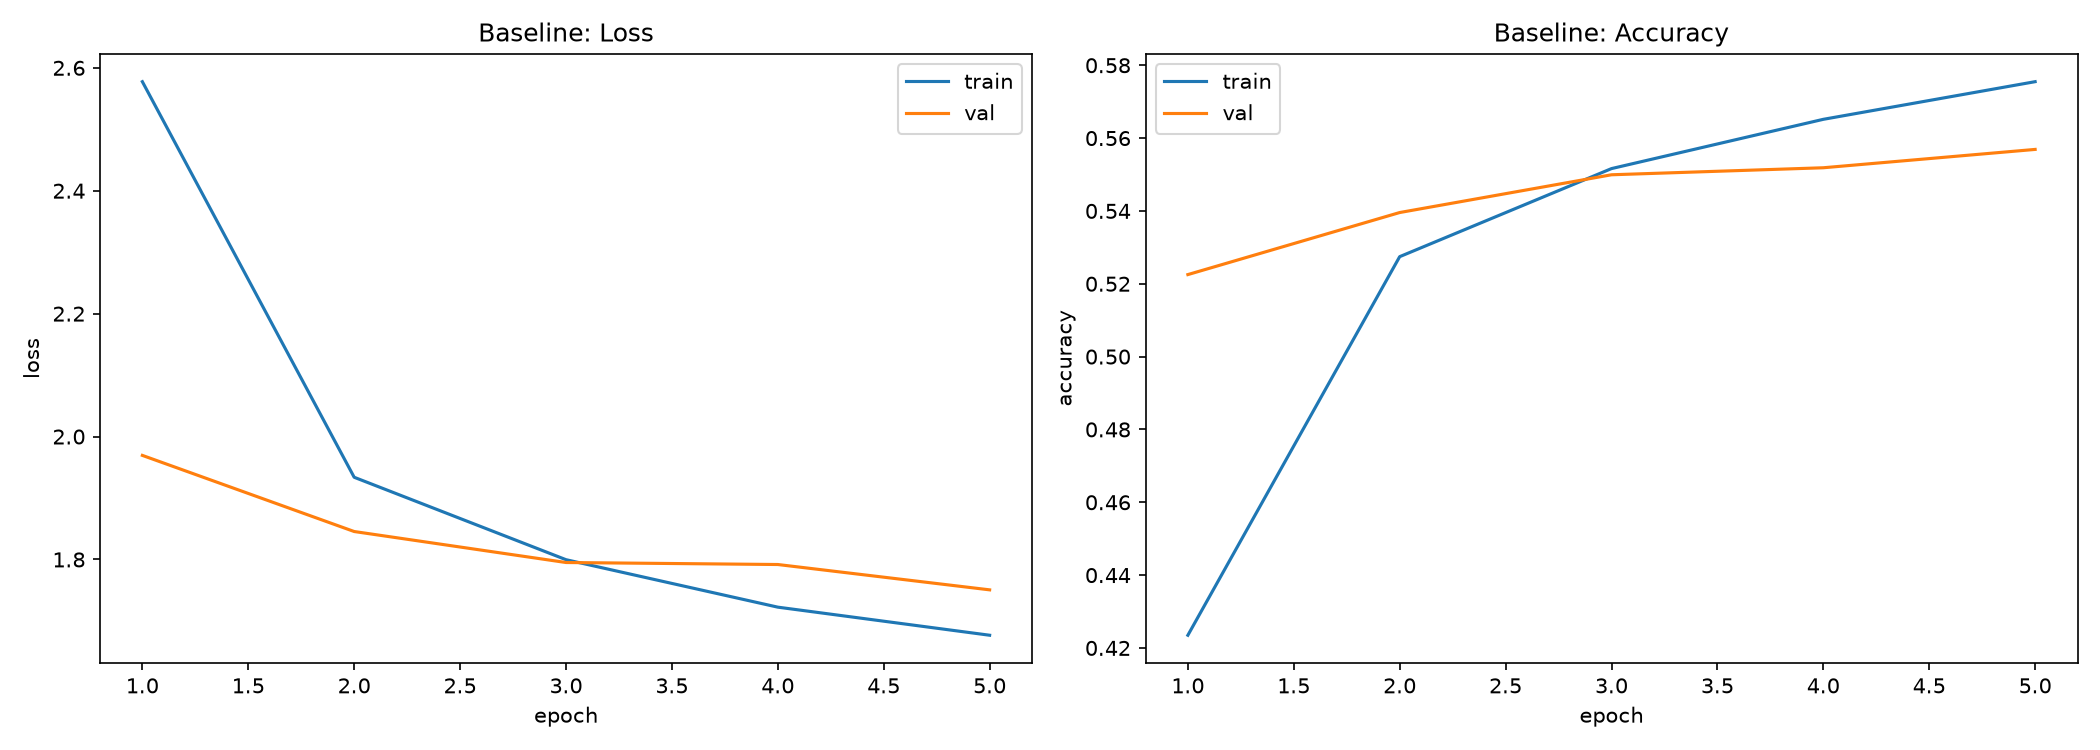 Baseline: Loss
2.6
2.4
2.2
2.0
1.8
loss
train
val
1.0 1.5 2.0 2.5 3.0 3.5 4.0 4.5 5.0
epoch
Baseline: Accuracy
0.58
0.56
0.54
0.52
0.50
0.48
0.46
0.44
0.42
accuracy
train
val
1.0 1.5 2.0 2.5 3.0 3.5 4.0 4.5 5.0
epoch